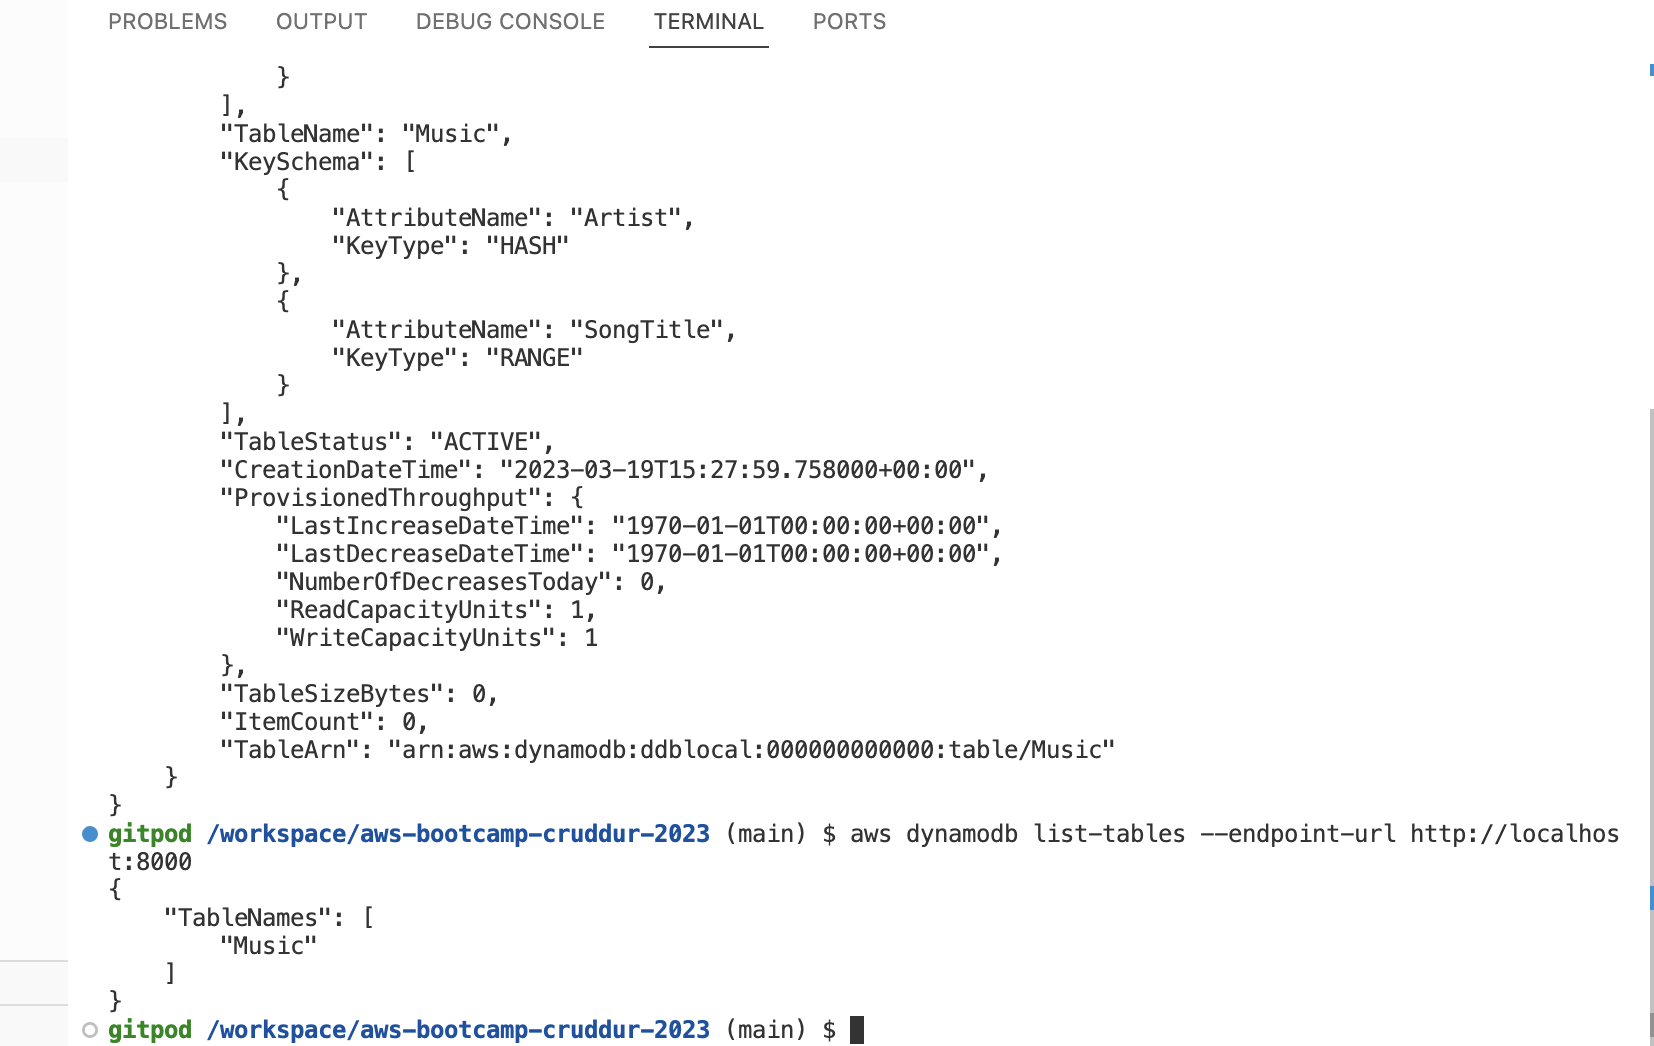 PROBLEMS OUTPUT DEBUG CONSOLE TERMINAL PORTS
            }
        ],
        "TableName": "Music",
        "KeySchema": [
            {
                "AttributeName": "Artist",
                "KeyType": "HASH"
            },
            {
                "AttributeName": "SongTitle",
                "KeyType": "RANGE"
            }
        ],
        "TableStatus": "ACTIVE",
        "CreationDateTime": "2023-03-19T15:27:59.758000+00:00",
        "ProvisionedThroughput": {
            "LastIncreaseDateTime": "1970-01-01T00:00:00+00:00",
            "LastDecreaseDateTime": "1970-01-01T00:00:00+00:00",
            "NumberOfDecreasesToday": 0,
            "ReadCapacityUnits": 1,
            "WriteCapacityUnits": 1
        },
        "TableSizeBytes": 0,
        "ItemCount": 0,
        "TableArn": "arn:aws:dynamodb:ddblocal:000000000000:table/Music"
    }
}
gitpod /workspace/aws-bootcamp-cruddur-2023 (main) $ aws dynamodb list-tables --endpoint-url http://localhos
t:8000
{
    "TableNames": [
        "Music"
    ]
}
gitpod /workspace/aws-bootcamp-cruddur-2023 (main) $